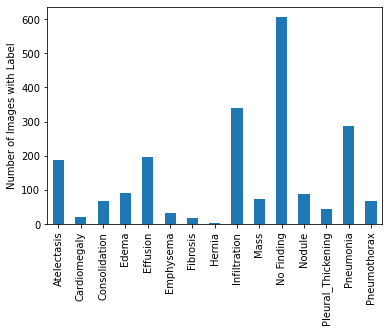 Number of Images with Label
600
500
400
300
200
100
0
Atelectasis
Cardiomegaly
Consolidation
Edema
Effusion
Emphysema
Fibrosis
Hernia
Infiltration
Mass
No Finding
Nodule
Pleural_Thickening
Pneumonia
Pneumothorax